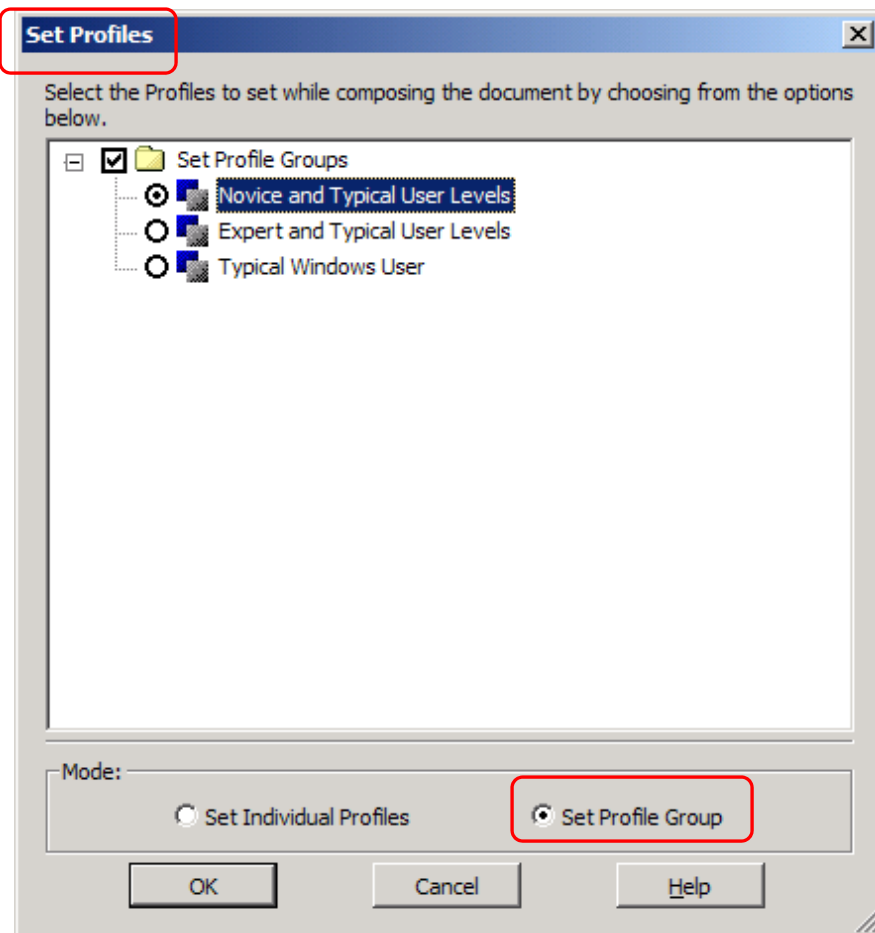 Set Profiles
Select the Profiles to set while composing the document by choosing from the options
below.
Set Profile Groups
Novice and Typical User Levels
Expert and Typical User Levels
Typical Windows User
Mode:
Set Individual Profiles Set Profile Group
OK Cancel Help